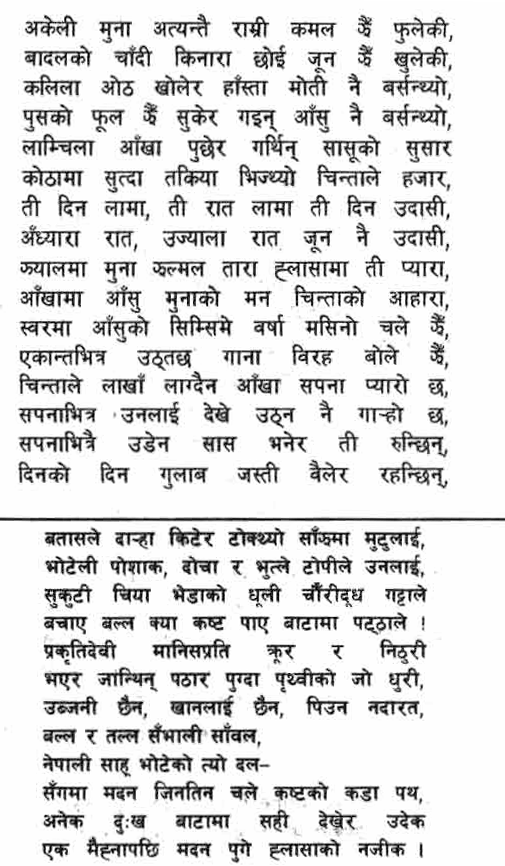 अकेली मुना अत्यन्तै राम्री कमल झैँ फुलेकी,
बादलको चाँदी किनारा छोई जून झैँ खुलेकी,
कलिला ओठ खोलेर हाँस्ता मोती नै बर्सन्थ्यो,
पुसको फूल झैँ सुकेर गइन् आँसु नै बर्सन्थ्यो,
लाम्चिला आँखा पुछेर गर्थिन् सासूको सुसार
कोठामा सुत्दा तकिया भिज्थ्यो चिन्ताले हजार,
ती दिन लामा, ती रात लामा ती दिन उदासी,
अँध्यारा रात, उज्याला रात जून नै उदासी,
झ्यालमा मुना झल्मल तारा ह्लासामा ती प्यारा,
आँखामा आँसु मुनाको मन चिन्ताको आहारा,
स्वरमा आँसुको सिम्सिमे वर्षा मसिनो चले झैँ,
एकान्तभित्र उठ्तछ गाना विरह बोले झैँ,
चिन्ताले लाखौँ लाग्दैन आँखा सपना प्यारो छ,
सपनाभित्र उनलाई देखे उठ्न नै गाऱ्हो छ,
सपनाभित्रै उडेन सास भनेर ती रुन्छिन्,
दिनको दिन गुलाब जस्ती वैलेर रहन्छिन्,
बतासले दाऱ्हा किटेर टोक्थ्यो साँझमा मुटुलाई,
भोटेली पोशाक, दोचा र भुत्ले टोपीले उनलाई,
सुकुटी चिया भेडाको धूली चौँरीदूध गट्टाले
बचाए बल्ल क्या कष्ट पाए बाटामा पट्ठाले !
प्रकृतिदेवी मानिसप्रति क्रूर र निठुरी
भएर जान्थिन् पठार पुग्दा पृथ्वीको जो धुरी,
उब्जनी छैन, खानलाई छैन, पिउन नदारत,
बल्ल र तल्ल सँभाली साँवल,
नेपाली साहू भोटेको त्यो दल–
सँगमा मदन जिनतिन चले कष्टको कडा पथ,
अनेक दुःख बाटामा सही देखेर उदेक
एक मैह्नापछि मदन पुगे ह्लासाको नजीक ।